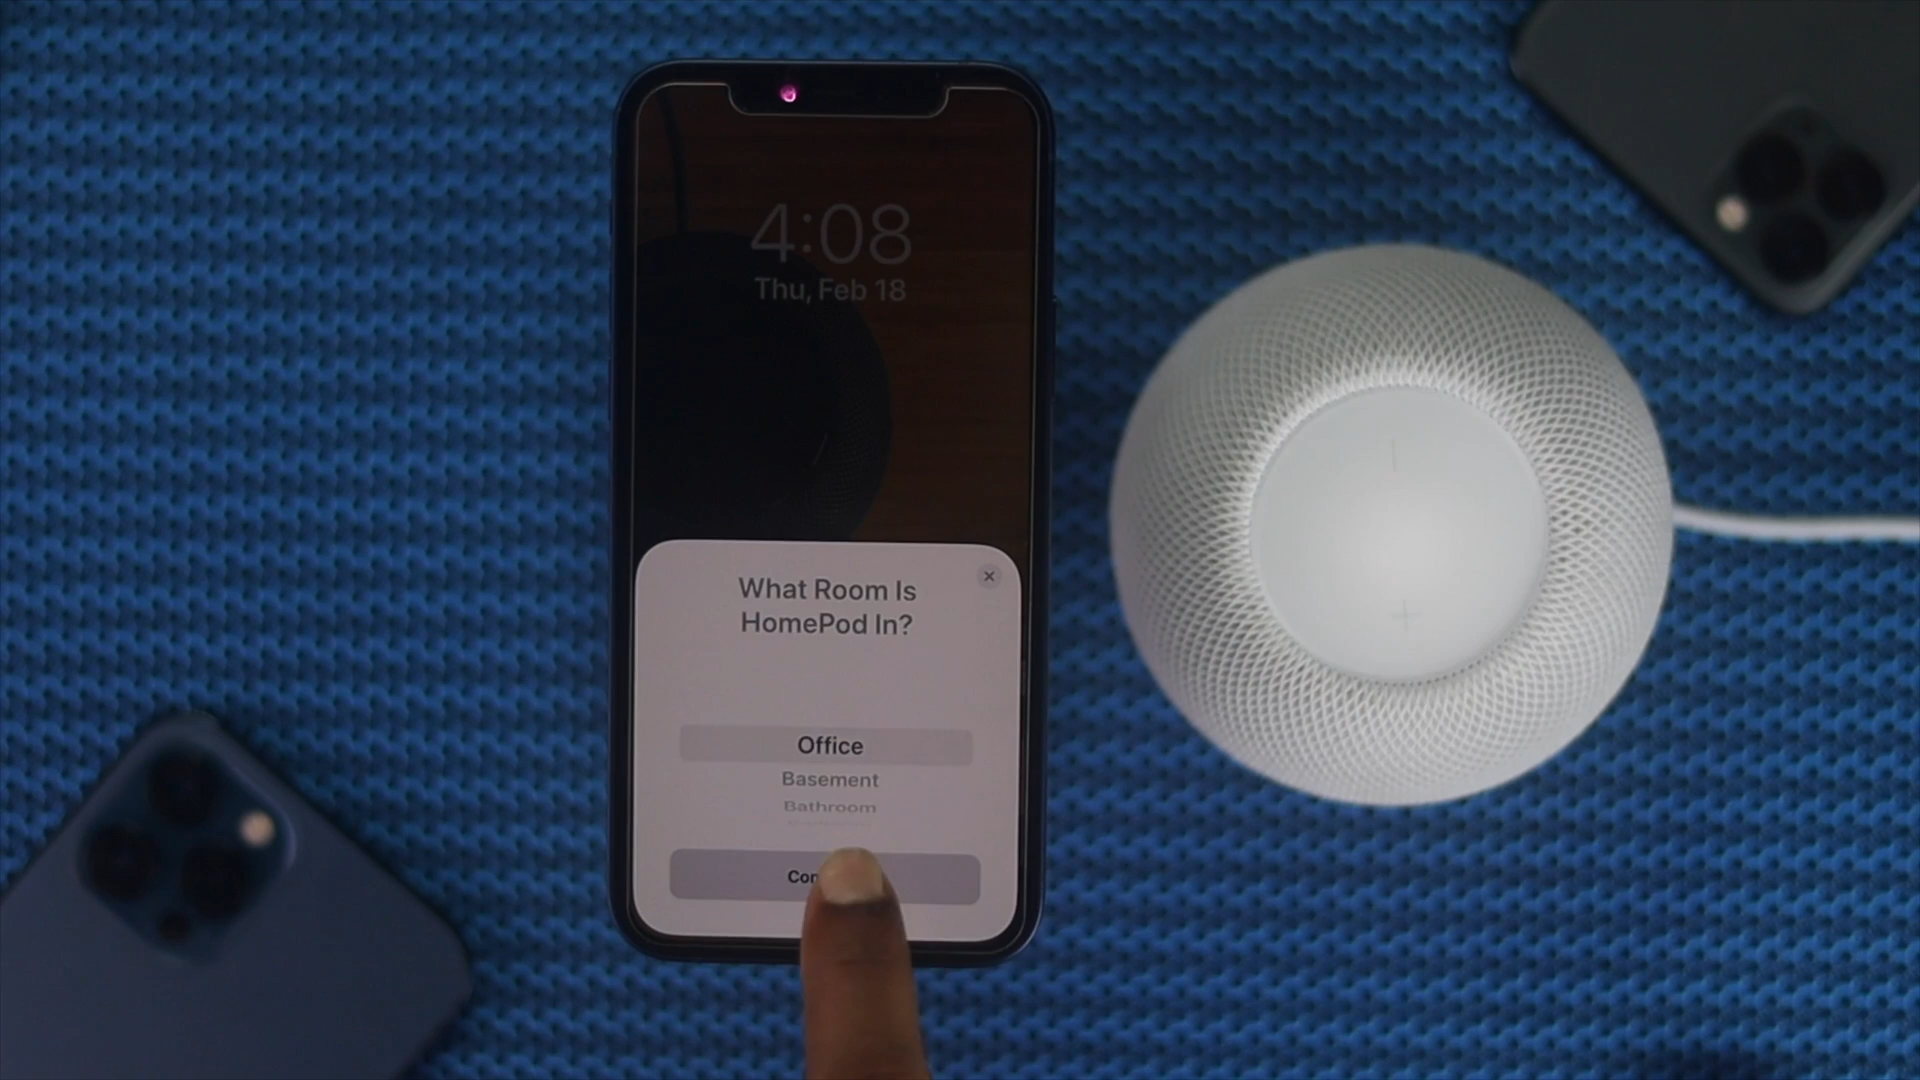 4:08
Thu, Feb 18
What Room Is
HomePod In?
Office
Basement
Bathroom